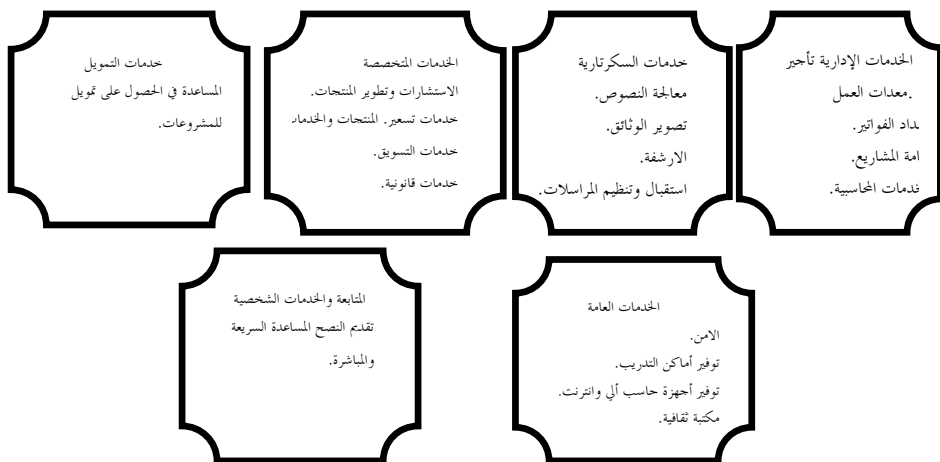 الخدمات الإدارية تأجير
.معدات العمل
الفواتير.
المشاريع.
المحاسبية.
خدمات السكرتارية
معالجة النصوص.
تصوير الوثائق.
الارشفة.
استقبال وتنظيم المراسلات.
الخدمات المتخصصة
الاستشارات وتطوير المنتجات.
خدمات تسعير. المنتجات
خدمات التسويق.
خدمات قانونية.
خدمات التمويل
المساعدة في الحصول على تمويل
للمشروعات.
الخدمات العامة
الامن.
توفير أماكن التدريب.
توفير أجهزة حاسب ألي وانترنت.
مكتبة ثقافية.
المتابعة والخدمات الشخصية
تقديم النصح المساعدة السريعة
والمباشرة.